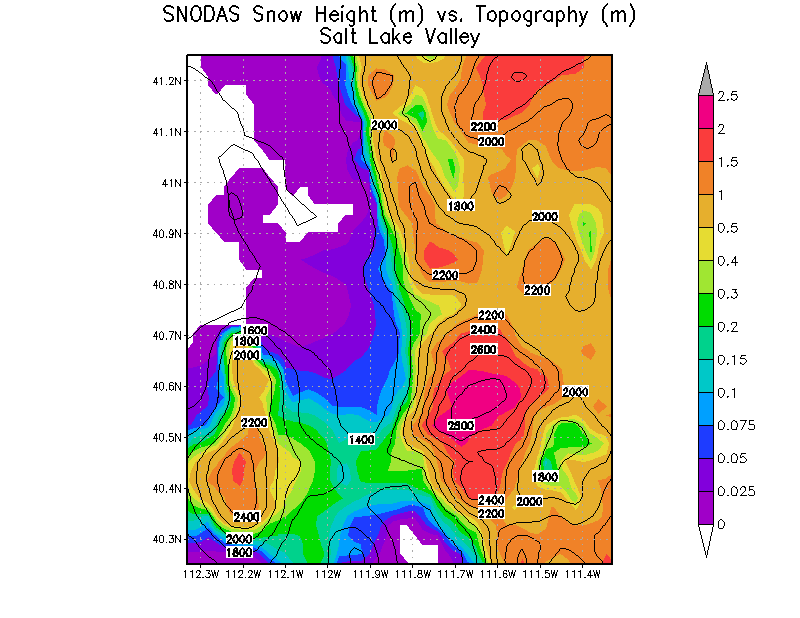 SNODAS Snow Height (m) vs. Topography (m)
Salt Lake Valley
41.2N
41.1N
41N
40.9N
40.8N
40.7N
40.6N
40.5N
40.4N
40.3N
2000
2200
2000
1800
2000
2200
2200
2200
1600
2400
1800
2600
2000
2000
2200
2800
1400
1800
2400
2000
2200
2400
2000
1800
112.3W
112.2W
112.1W
112W
111.9W
111.8W
111.7W
111.6W
111.5W
111.4W
2.5
2
1.5
1
0.5
0.4
0.3
0.2
0.15
0.1
0.075
0.05
0.025
0